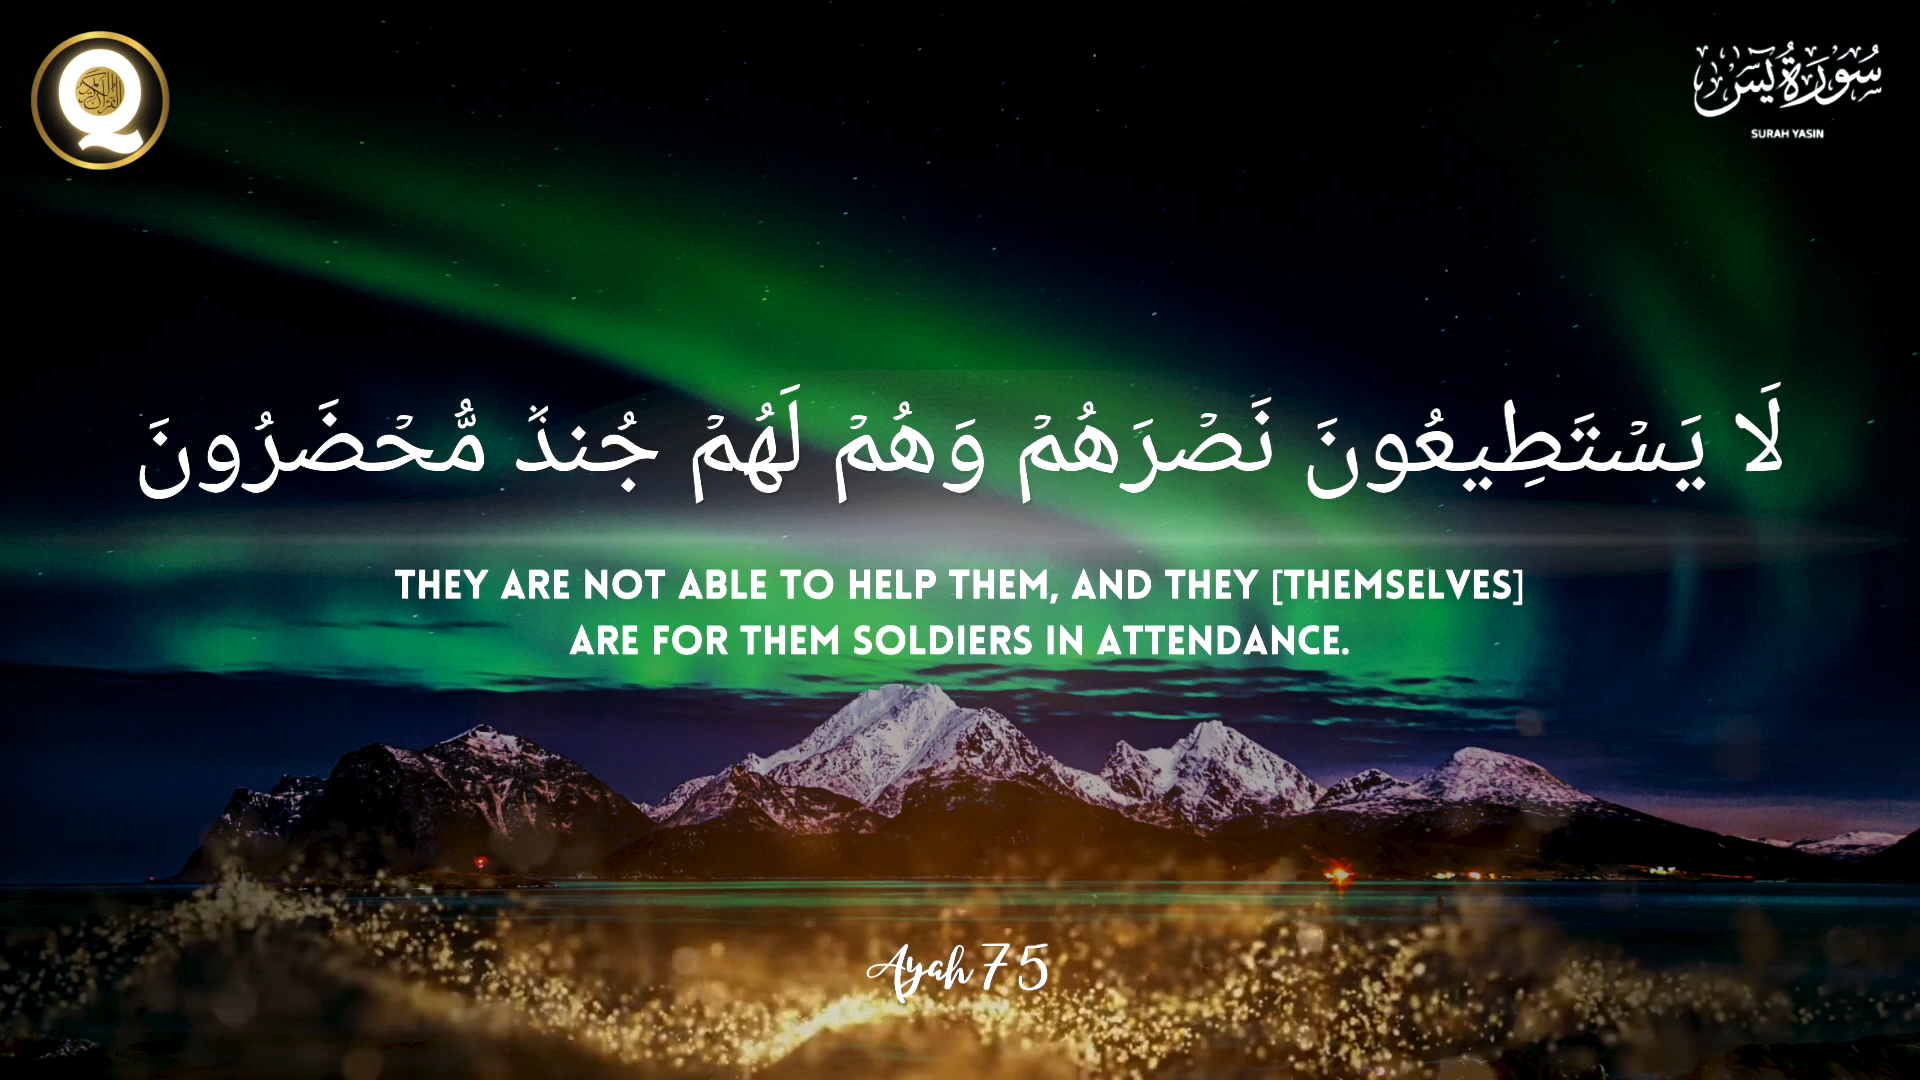 سُورَةُ يَس
SURAH YASIN
لَا يَسْتَطِيعُونَ نَصْرَهُمْ وَهُمْ لَهُمْ جُندٌ مُّحْضَرُونَ
THEY ARE NOT ABLE TO HELP THEM, AND THEY [THEMSELVES]
ARE FOR THEM SOLDIERS IN ATTENDANCE.
Ayah 75